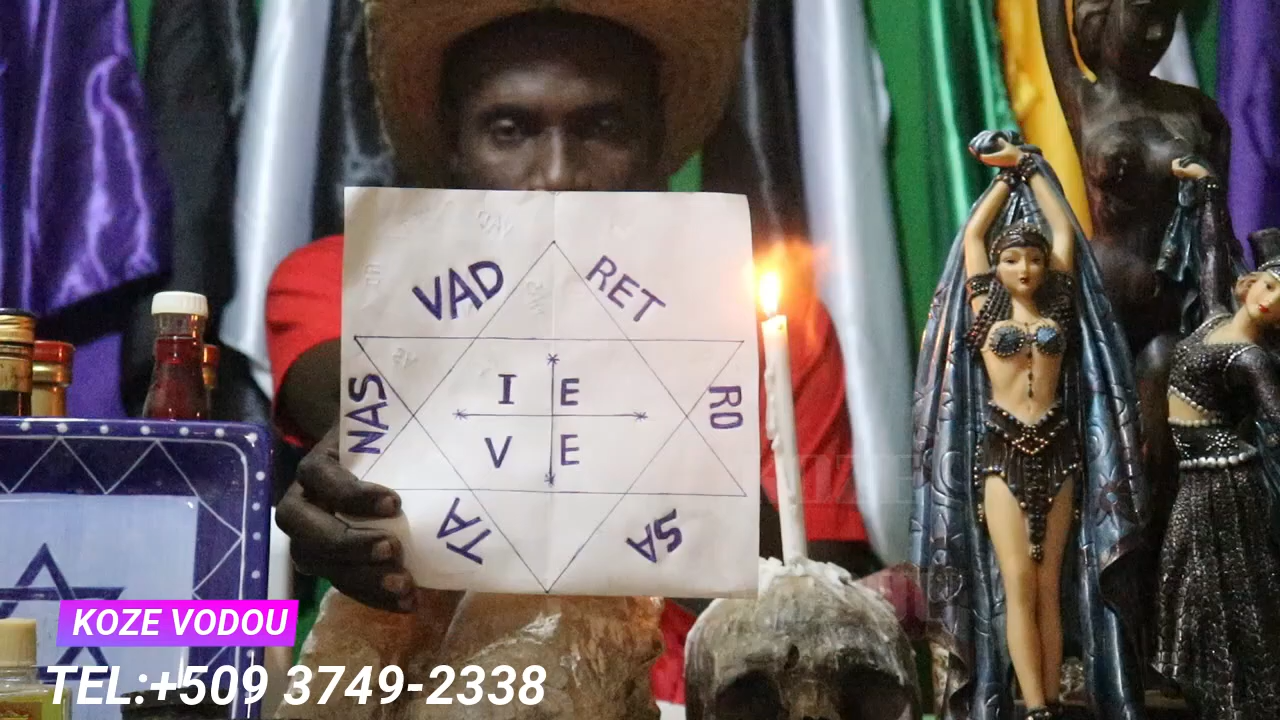 VAD
RET
NAS
I E
RO
V E
TA
SA
KOZE VODOU
TEL:+509 3749-2338